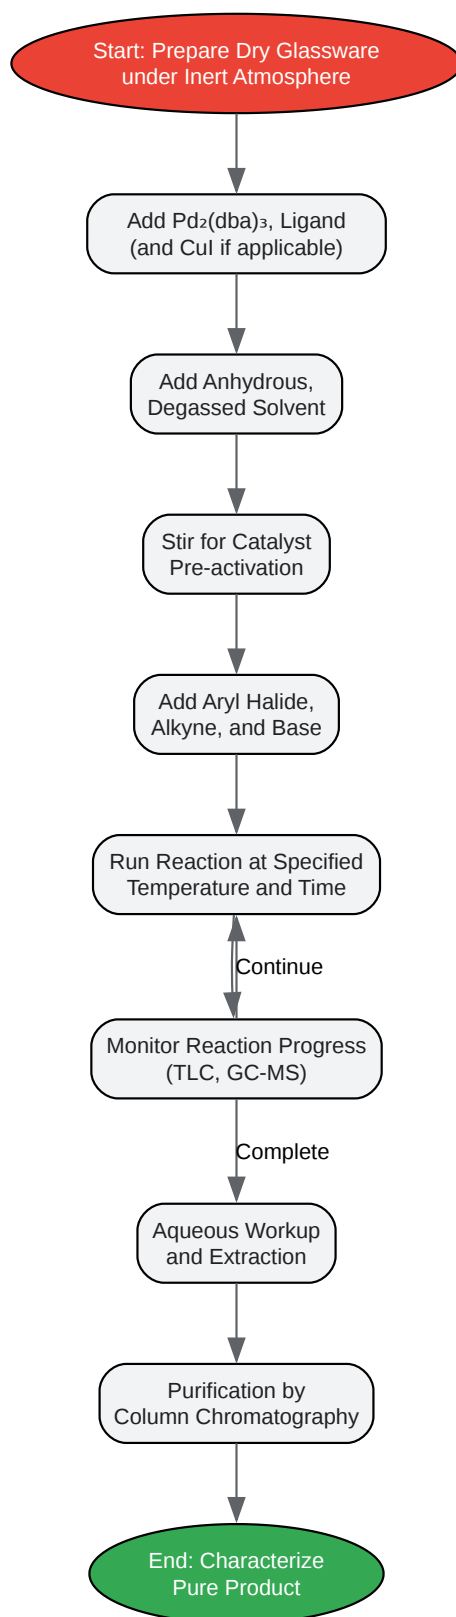 Start: Prepare Dry Glassware
under Inert Atmosphere
Add Pd₂(dba)₃, Ligand
(and CuI if applicable)
Add Anhydrous,
Degassed Solvent
Stir for Catalyst
Pre-activation
Add Aryl Halide,
Alkyne, and Base
Run Reaction at Specified
Temperature and Time
Continue
Monitor Reaction Progress
(TLC, GC-MS)
Complete
Aqueous Workup
and Extraction
Purification by
Column Chromatography
End: Characterize
Pure Product